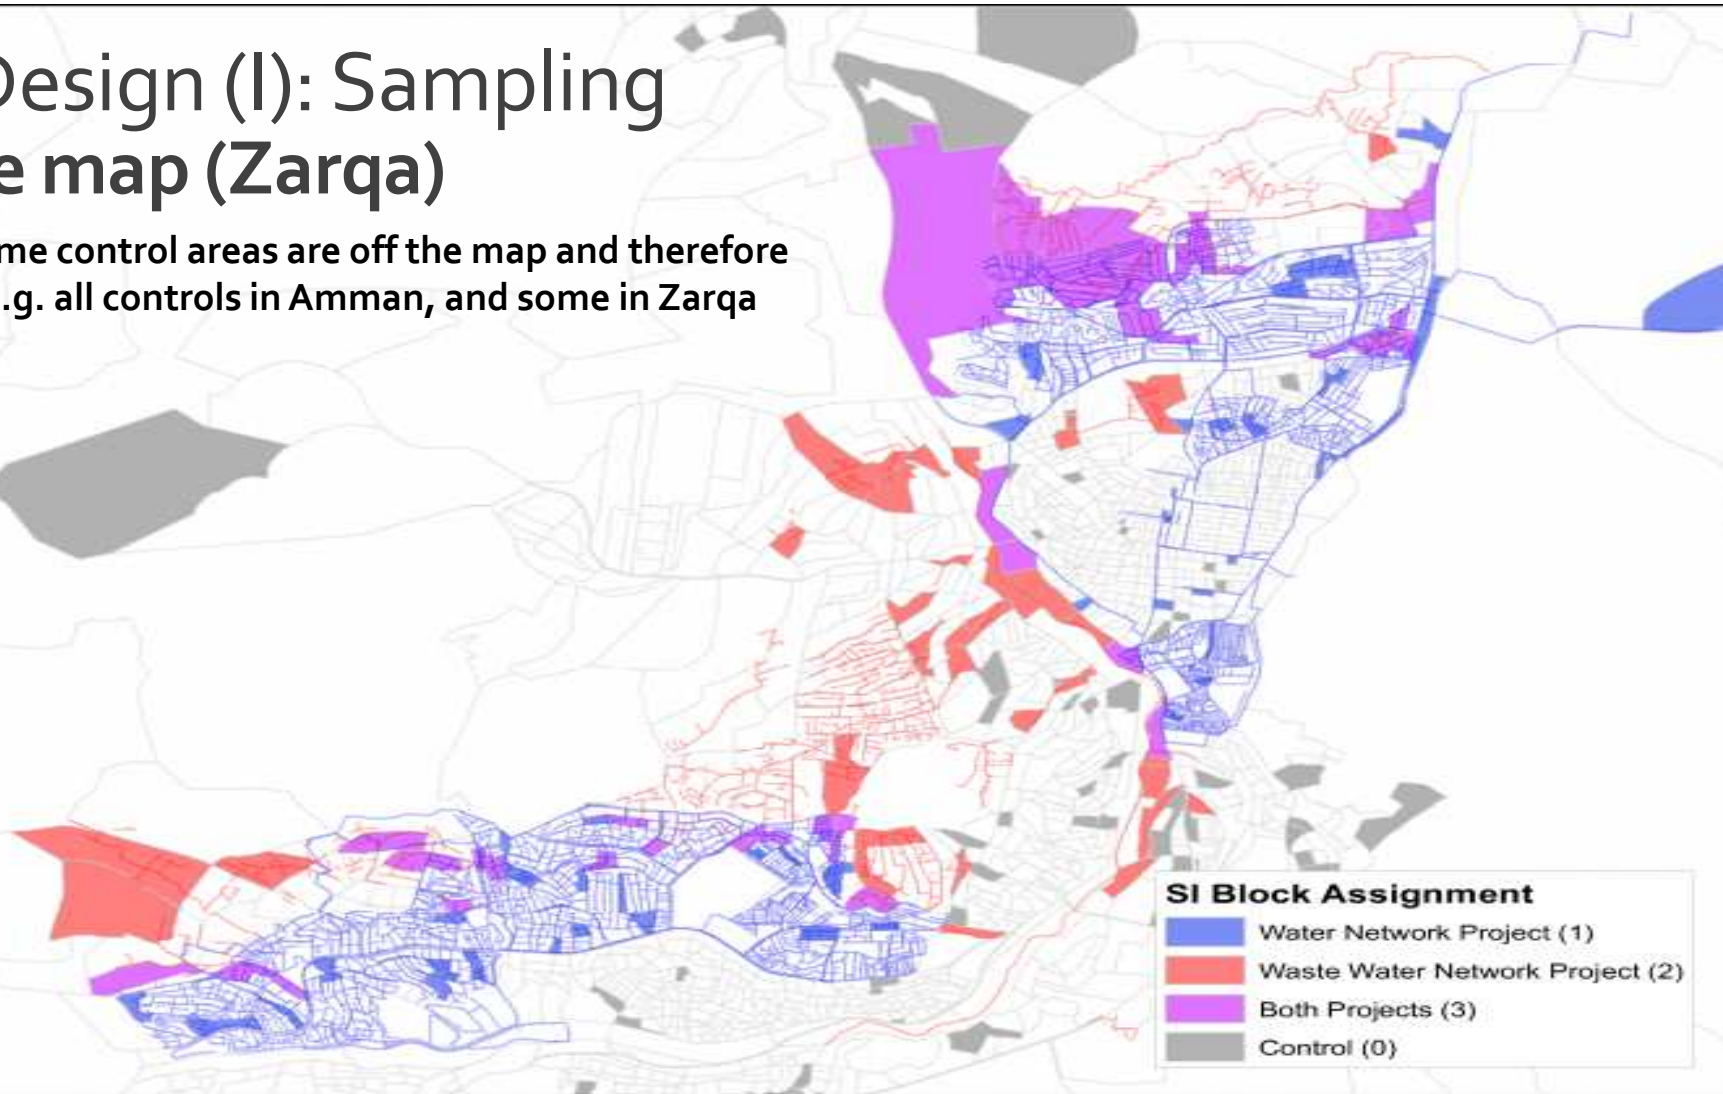 Design (I): Sampling
e map (Zarqa)
me control areas are off the map and therefore
.g. all controls in Amman, and some in Zarqa
SI Block Assignment
Water Network Project (1)
Waste Water Network Project (2)
Both Projects (3)
Control (0)